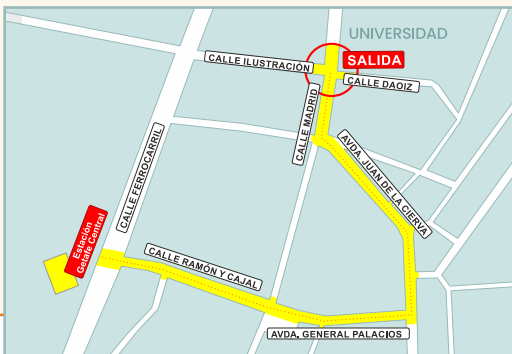 UNIVERSIDAD
SALIDA
CALLE ILUSTRACIÓN
CALLE DAOIZ
CALLE MADRID
AVDA. JUAN DE LA CIERVA
CALLE FERROCARRIL
Estación
Getafe Central
CALLE RAMÓN Y CAJAL
AVDA. GENERAL PALACIOS